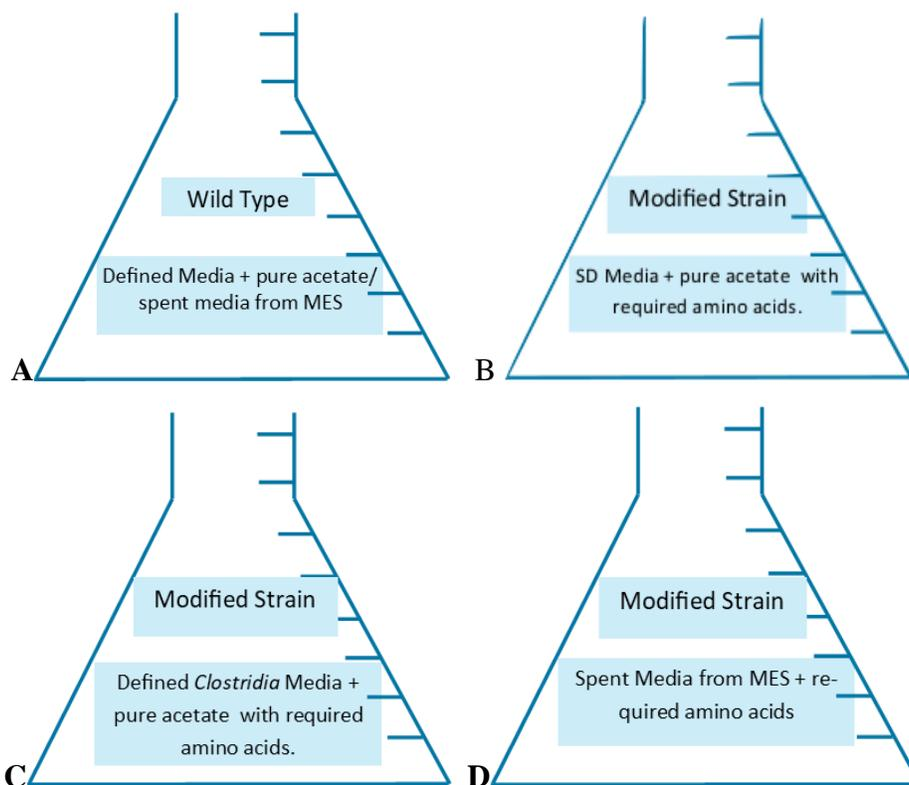 Wild Type
Defined Media + pure acetate/
spent media from MES
A
Modified Strain
SD Media + pure acetate with
required amino acids.
B
Modified Strain
Defined Clostridia Media +
pure acetate with required
amino acids.
C
Modified Strain
Spent Media from MES + re-
quired amino acids
D